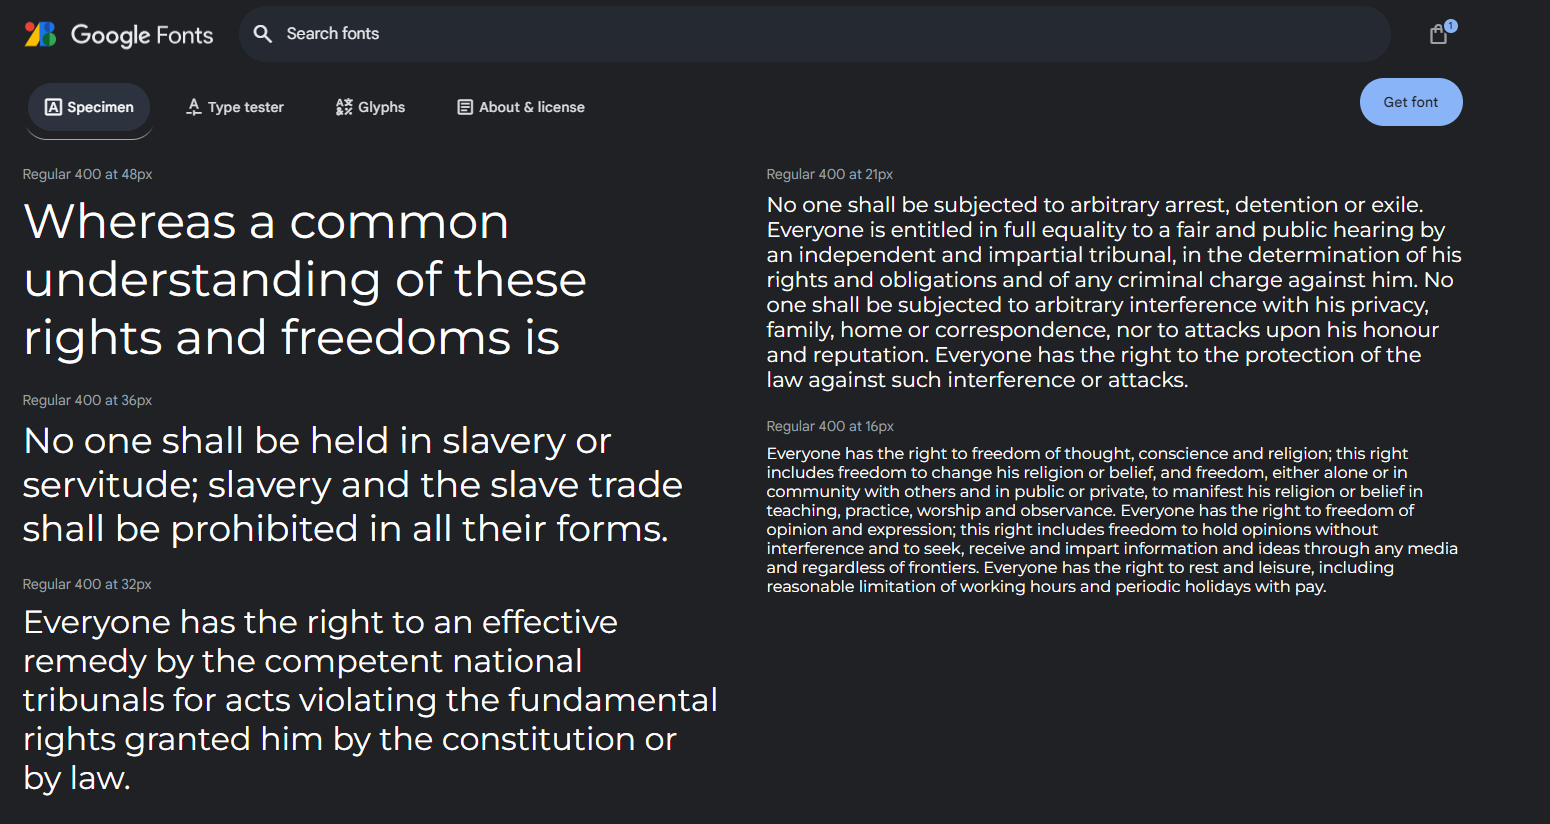 Google Fonts
Search fonts
1
Specimen
Type tester
Glyphs
About & license
Get font
Regular 400 at 48px
Whereas a common
understanding of these
rights and freedoms is
Regular 400 at 36px
No one shall be held in slavery or
servitude; slavery and the slave trade
shall be prohibited in all their forms.
Regular 400 at 32px
Everyone has the right to an effective
remedy by the competent national
tribunals for acts violating the fundamental
rights granted him by the constitution or
by law.
Regular 400 at 21px
No one shall be subjected to arbitrary arrest, detention or exile.
Everyone is entitled in full equality to a fair and public hearing by
an independent and impartial tribunal, in the determination of his
rights and obligations and of any criminal charge against him. No
one shall be subjected to arbitrary interference with his privacy,
family, home or correspondence, nor to attacks upon his honour
and reputation. Everyone has the right to the protection of the
law against such interference or attacks.
Regular 400 at 16px
Everyone has the right to freedom of thought, conscience and religion; this right
includes freedom to change his religion or belief, and freedom, either alone or in
community with others and in public or private, to manifest his religion or belief in
teaching, practice, worship and observance. Everyone has the right to freedom of
opinion and expression; this right includes freedom to hold opinions without
interference and to seek, receive and impart information and ideas through any media
and regardless of frontiers. Everyone has the right to rest and leisure, including
reasonable limitation of working hours and periodic holidays with pay.